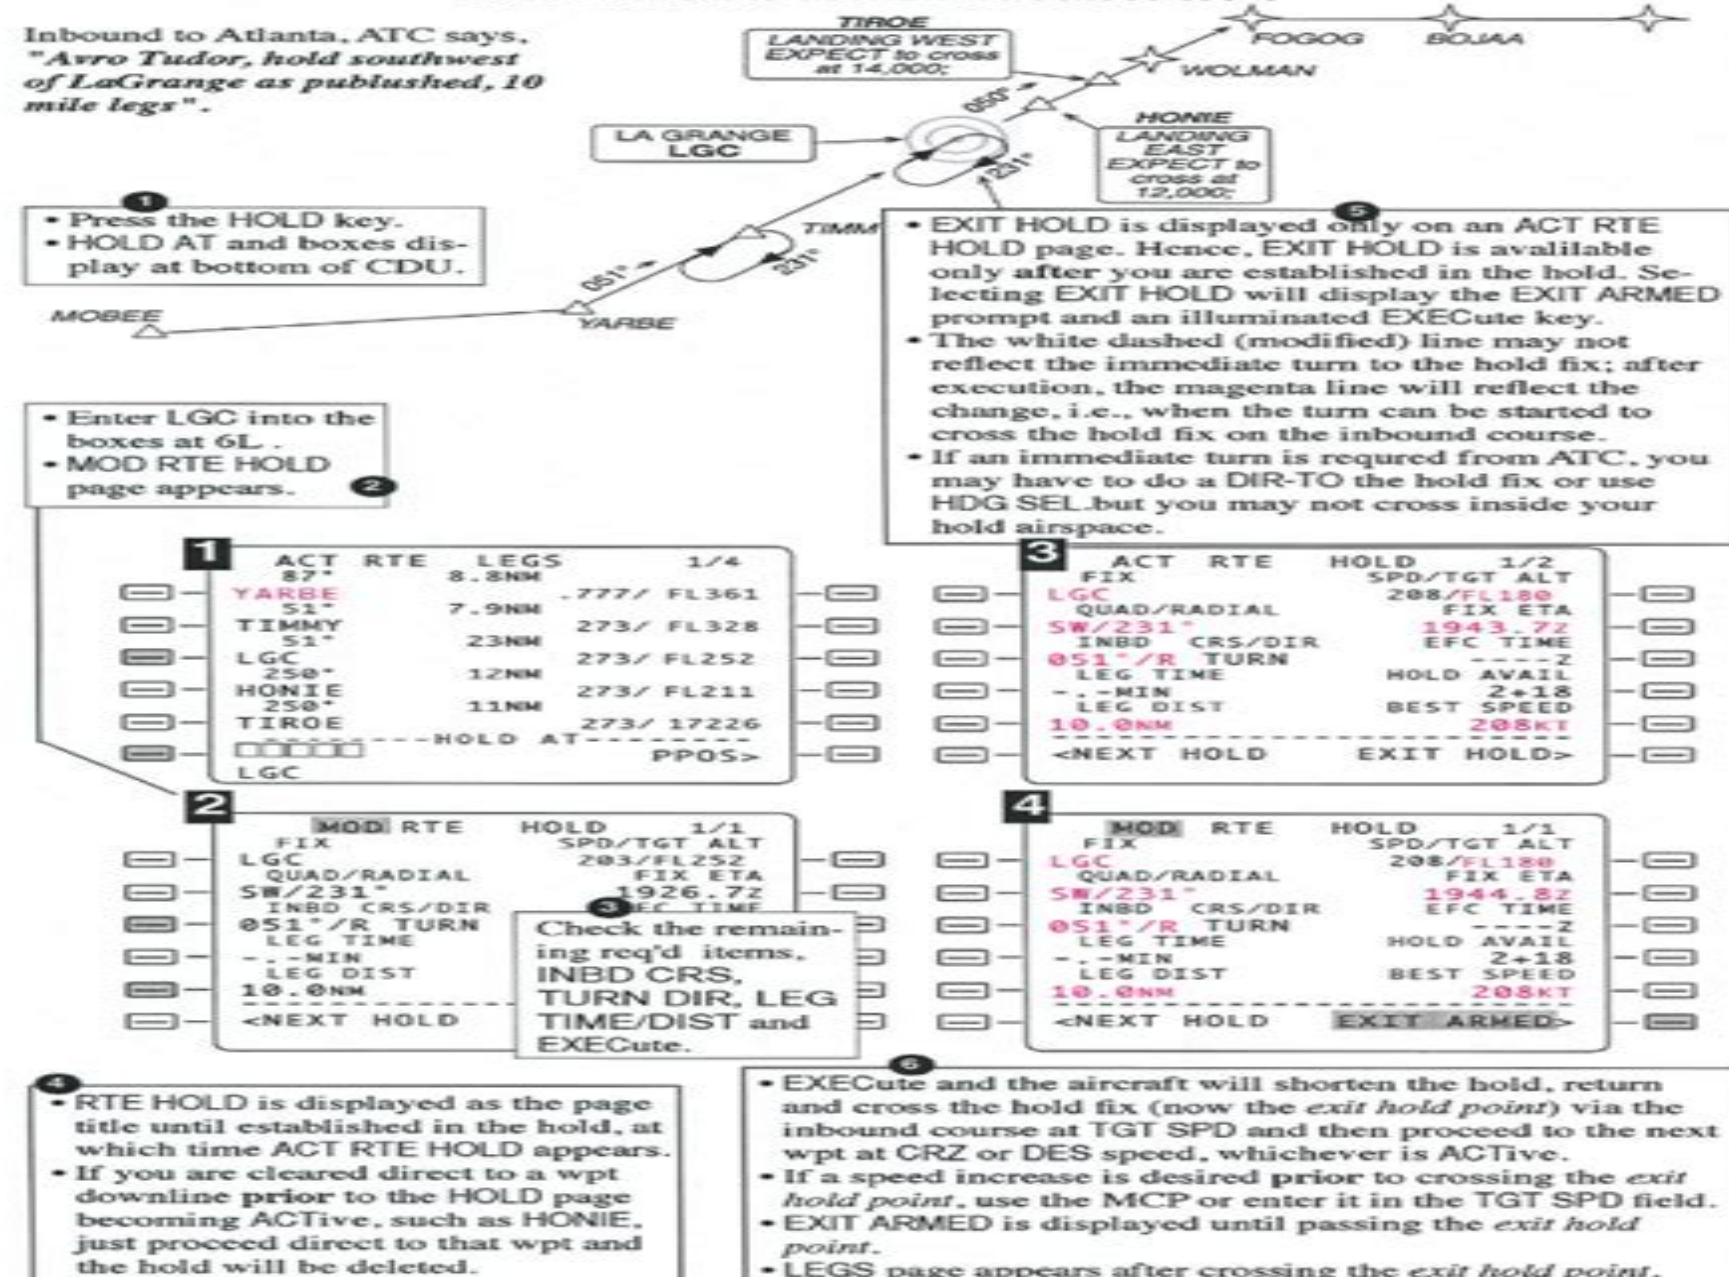 Inbound to Atlanta, ATC says,
"Avro Tudor, hold southwest
of LaGrange as publushed, 10
mile legs".
TIROE
LANDING WEST
EXPECT to cross
at 14,000;
FOGOG
BOJAA
WOLMAN
050°
HONIE
LANDING
EAST
EXPECT to
cross at
12,000;
LA GRANGE
LGC
231°
TIMM
231°
051°
MOBEE
YARBE
1
• Press the HOLD key.
• HOLD AT and boxes dis-
play at bottom of CDU.
• Enter LGC into the
boxes at 6L .
• MOD RTE HOLD
page appears.
2
5
• EXIT HOLD is displayed only on an ACT RTE
HOLD page. Hence, EXIT HOLD is avalilable
only after you are established in the hold. Se-
lecting EXIT HOLD will display the EXIT ARMED
prompt and an illuminated EXECute key.
• The white dashed (modified) line may not
reflect the immediate turn to the hold fix; after
execution, the magenta line will reflect the
change, i.e., when the turn can be started to
cross the hold fix on the inbound course.
• If an immediate turn is requred from ATC, you
may have to do a DIR-TO the hold fix or use
HDG SEL.but you may not cross inside your
hold airspace.
1
ACT RTE LEGS 1/4
87° 8.8NM
YARBE .777/ FL361
51° 7.9NM
TIMMY 273/ FL328
51° 23NM
LGC 273/ FL252
250° 12NM
HONIE 273/ FL211
250° 11NM
TIROE 273/ 17226
--------HOLD AT-------
PPOS>
LGC
3
ACT RTE HOLD 1/2
FIX SPD/TGT ALT
LGC 208/FL180
QUAD/RADIAL FIX ETA
SW/231° 1943.7Z
INBD CRS/DIR EFC TIME
051°/R TURN ----Z
LEG TIME HOLD AVAIL
-.-MIN 2+18
LEG DIST BEST SPEED
10.0NM 208KT
<NEXT HOLD EXIT HOLD>
2
MOD RTE HOLD 1/1
FIX SPD/TGT ALT
LGC 203/FL252
QUAD/RADIAL FIX ETA
SW/231° 1926.7Z
INBD CRS/DIR EFC TIME
051°/R TURN
LEG TIME
-.-MIN
LEG DIST
10.0NM
<NEXT HOLD
3
Check the remain-
ing req'd items,
INBD CRS,
TURN DIR, LEG
TIME/DIST and
EXECute.
4
MOD RTE HOLD 1/1
FIX SPD/TGT ALT
LGC 208/FL180
QUAD/RADIAL FIX ETA
SW/231° 1944.8Z
INBD CRS/DIR EFC TIME
051°/R TURN ----Z
LEG TIME HOLD AVAIL
-.-MIN 2+18
LEG DIST BEST SPEED
10.0NM 208KT
<NEXT HOLD EXIT ARMED>
4
• RTE HOLD is displayed as the page
title until established in the hold, at
which time ACT RTE HOLD appears.
• If you are cleared direct to a wpt
downline prior to the HOLD page
becoming ACTive, such as HONIE,
just proceed direct to that wpt and
the hold will be deleted.
6
• EXECute and the aircraft will shorten the hold, return
and cross the hold fix (now the exit hold point) via the
inbound course at TGT SPD and then proceed to the next
wpt at CRZ or DES speed, whichever is ACTive.
• If a speed increase is desired prior to crossing the exit
hold point, use the MCP or enter it in the TGT SPD field.
• EXIT ARMED is displayed until passing the exit hold
point.
• LEGS page appears after crossing the exit hold point.